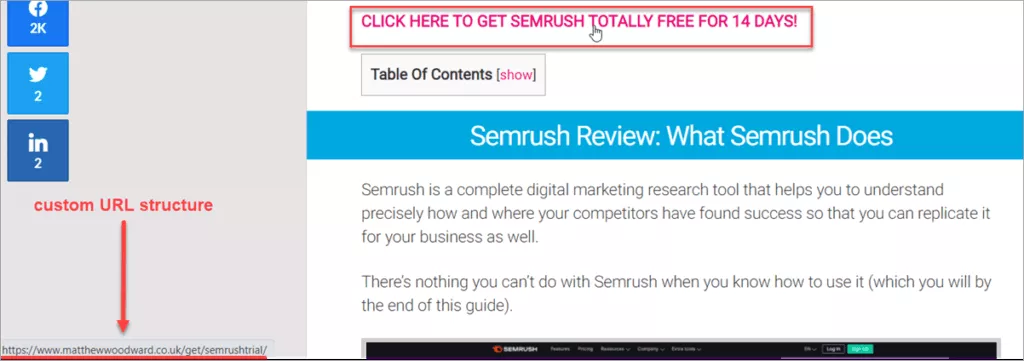 2K
2
2
custom URL structure
https://www.matthewwoodward.co.uk/get/semrushtrial/
CLICK HERE TO GET SEMRUSH TOTALLY FREE FOR 14 DAYS!
Table Of Contents [show]
Semrush Review: What Semrush Does
Semrush is a complete digital marketing research tool that helps you to understand
precisely how and where your competitors have found success so that you can replicate it
for your business as well.
There's nothing you can't do with Semrush when you know how to use it (which you will by
the end of this guide).
SEMRUSH Features Pricing Resources Company Extra Links EN Log In Sign Up